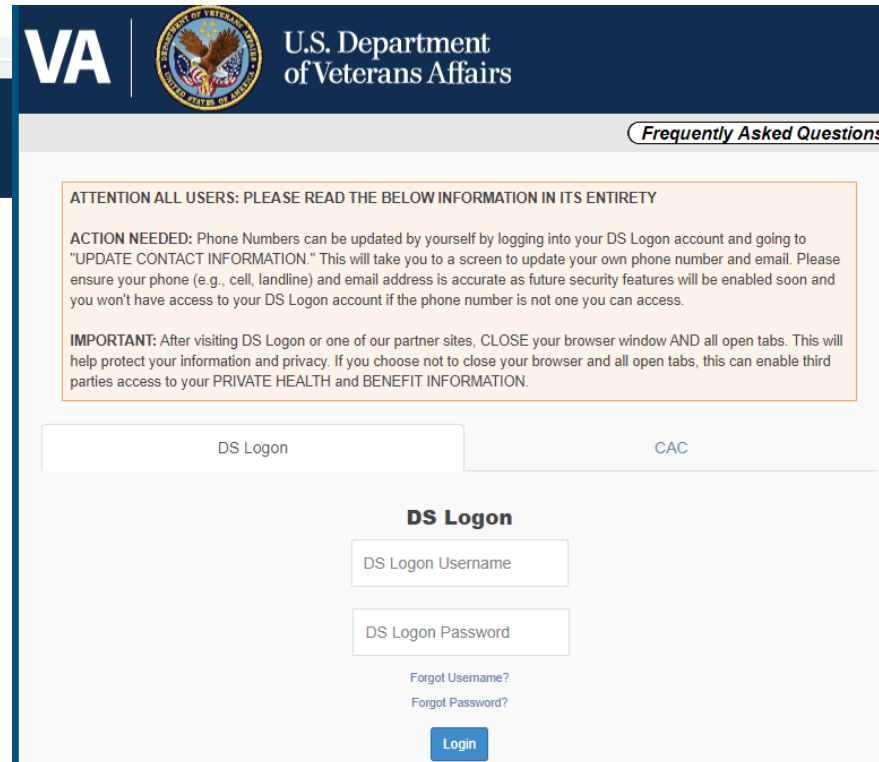 VA
U.S. Department
of Veterans Affairs
Frequently Asked Questions
ATTENTION ALL USERS: PLEASE READ THE BELOW INFORMATION IN ITS ENTIRETY
ACTION NEEDED: Phone Numbers can be updated by yourself by logging into your DS Logon account and going to
"UPDATE CONTACT INFORMATION." This will take you to a screen to update your own phone number and email. Please
ensure your phone (e.g., cell, landline) and email address is accurate as future security features will be enabled soon and
you won't have access to your DS Logon account if the phone number is not one you can access.
IMPORTANT: After visiting DS Logon or one of our partner sites, CLOSE your browser window AND all open tabs. This will
help protect your information and privacy. If you choose not to close your browser and all open tabs, this can enable third
parties access to your PRIVATE HEALTH and BENEFIT INFORMATION.
DS Logon
CAC
DS Logon
DS Logon Username
DS Logon Password
Forgot Username?
Forgot Password?
Login